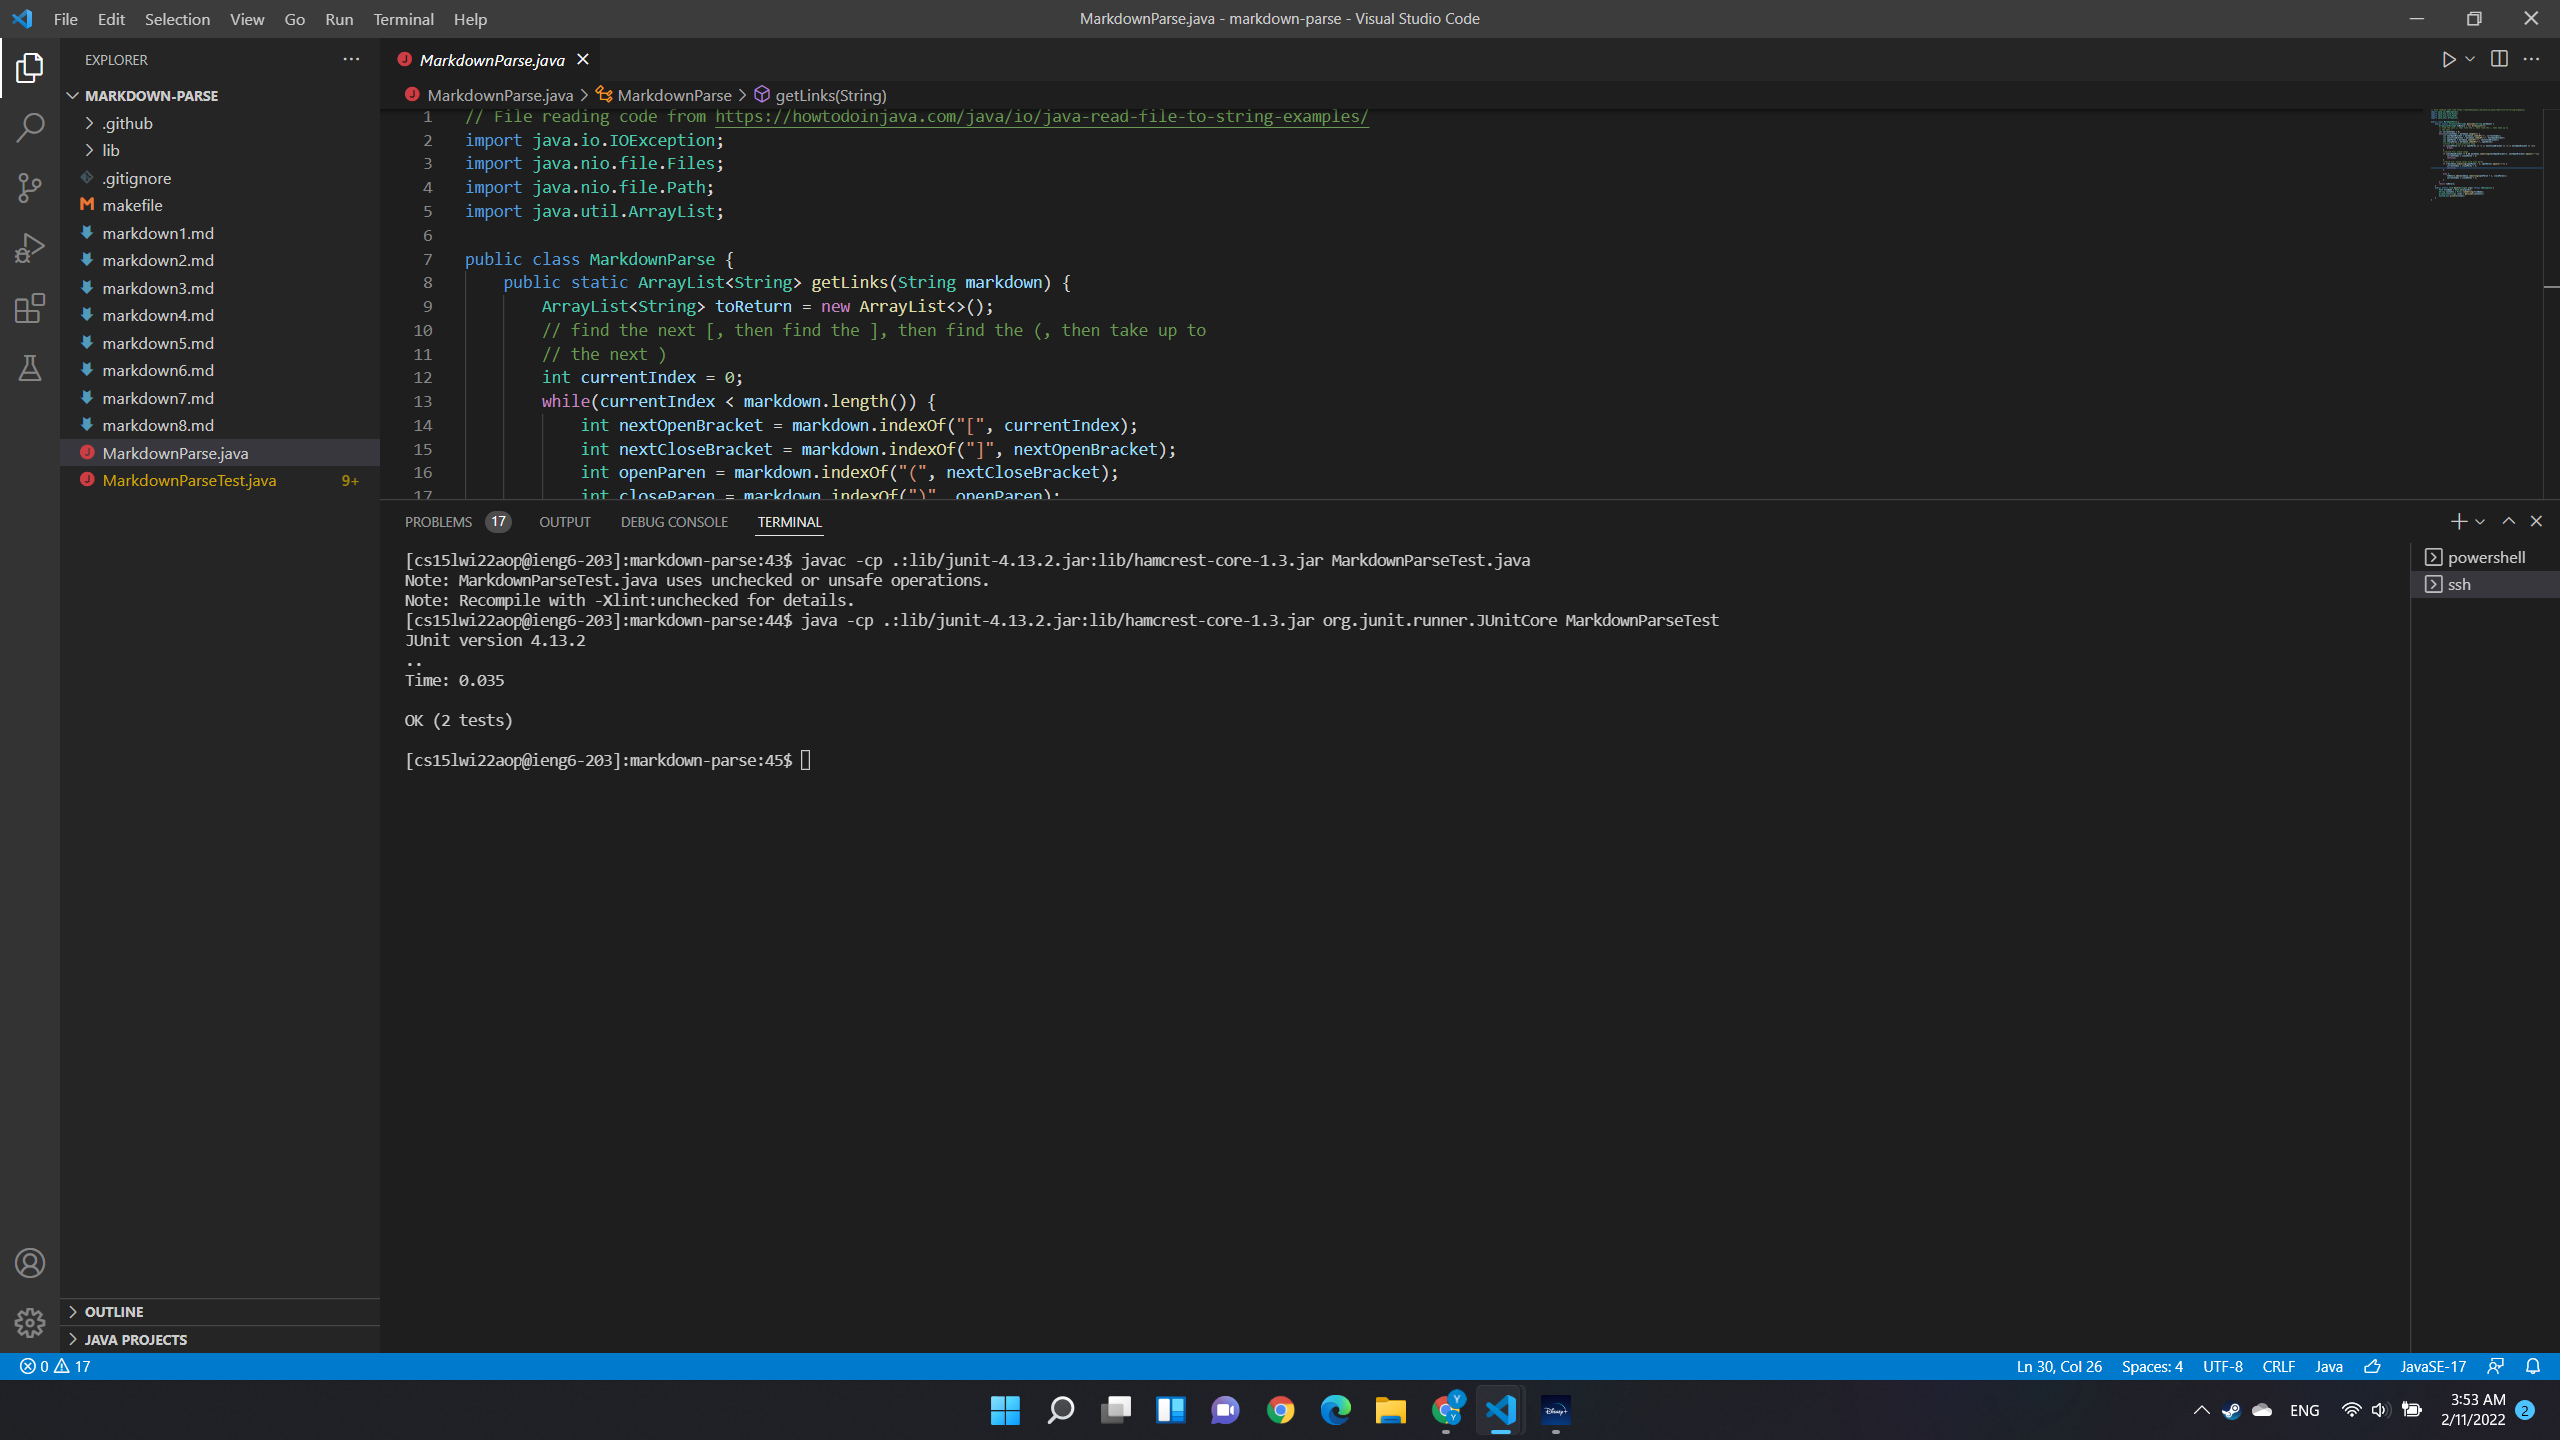 File Edit Selection View Go Run Terminal Help
MarkdownParse.java - markdown-parse - Visual Studio Code
EXPLORER
MARKDOWN-PARSE
.github
lib
.gitignore
makefile
markdown1.md
markdown2.md
markdown3.md
markdown4.md
markdown5.md
markdown6.md
markdown7.md
markdown8.md
MarkdownParse.java
MarkdownParseTest.java 9+
OUTLINE
JAVA PROJECTS
MarkdownParse.java
MarkdownParse.java > MarkdownParse > getLinks(String)
1 // File reading code from https://howtodoinjava.com/java/io/java-read-file-to-string-examples/
2 import java.io.IOException;
3 import java.nio.file.Files;
4 import java.nio.file.Path;
5 import java.util.ArrayList;
6
7 public class MarkdownParse {
8 public static ArrayList<String> getLinks(String markdown) {
9 ArrayList<String> toReturn = new ArrayList<>();
10 // find the next [, then find the ], then find the (, then take up to
11 // the next )
12 int currentIndex = 0;
13 while(currentIndex < markdown.length()) {
14 int nextOpenBracket = markdown.indexOf("[", currentIndex);
15 int nextCloseBracket = markdown.indexOf("]", nextOpenBracket);
16 int openParen = markdown.indexOf("(", nextCloseBracket);
17 int closeParen = markdown.indexOf(")", openParen);
PROBLEMS 17 OUTPUT DEBUG CONSOLE TERMINAL
[cs15lwi22aop@ieng6-203]:markdown-parse:43$ javac -cp .:lib/junit-4.13.2.jar:lib/hamcrest-core-1.3.jar MarkdownParseTest.java
Note: MarkdownParseTest.java uses unchecked or unsafe operations.
Note: Recompile with -Xlint:unchecked for details.
[cs15lwi22aop@ieng6-203]:markdown-parse:44$ java -cp .:lib/junit-4.13.2.jar:lib/hamcrest-core-1.3.jar org.junit.runner.JUnitCore MarkdownParseTest
JUnit version 4.13.2
..
Time: 0.035
OK (2 tests)
[cs15lwi22aop@ieng6-203]:markdown-parse:45$
powershell
ssh
0 17
Ln 30, Col 26 Spaces: 4 UTF-8 CRLF Java JavaSE-17
Disney+
ENG
3:53 AM
2/11/2022
2